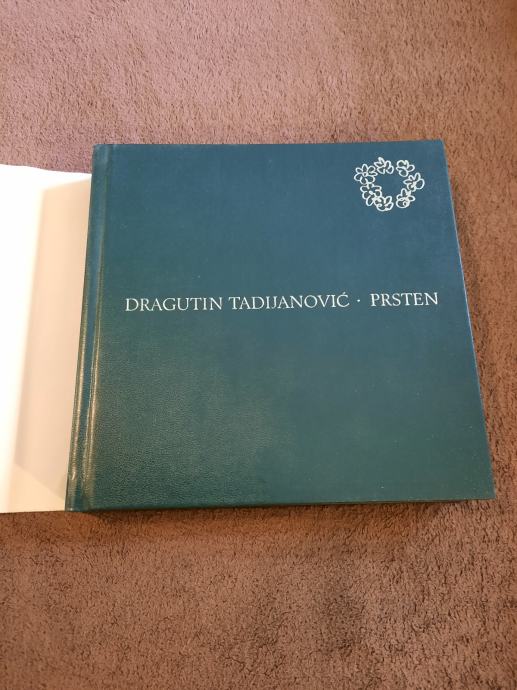 DRAGUTIN TADIJANOVIĆ · PRSTEN